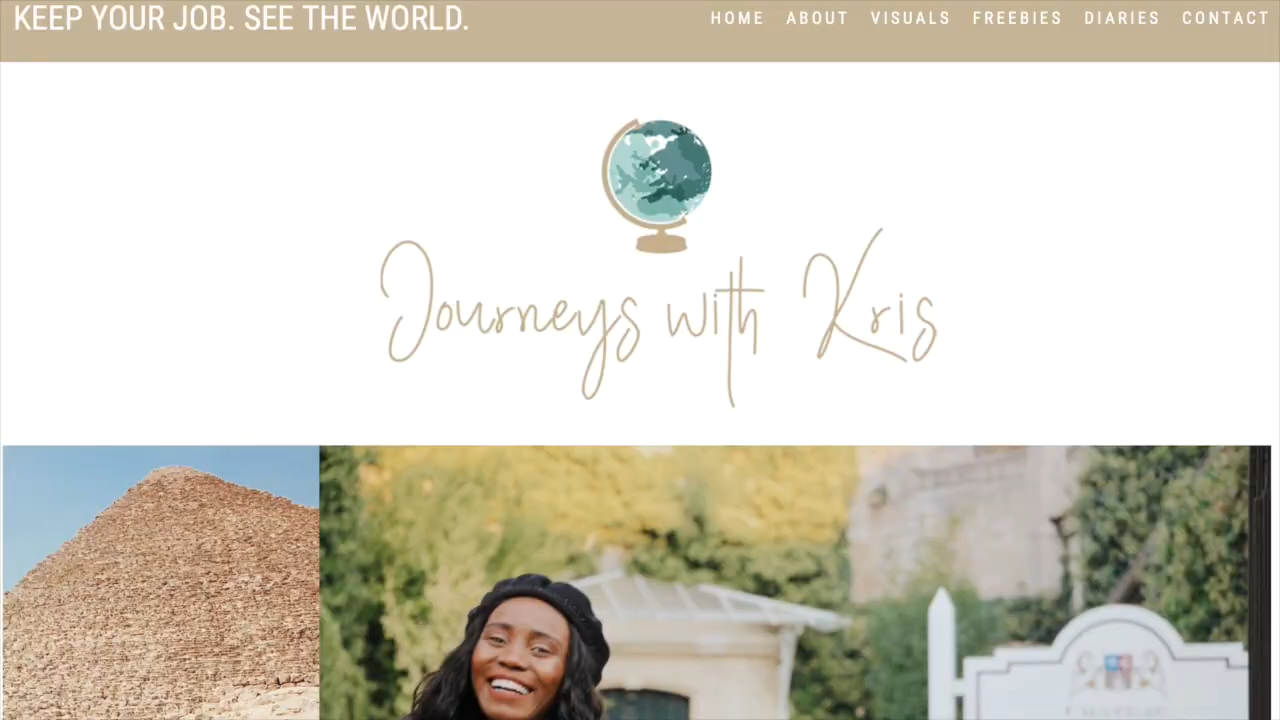 KEEP YOUR JOB. SEE THE WORLD.
HOME ABOUT VISUALS FREEBIES DIARIES CONTACT
Journeys with Kris